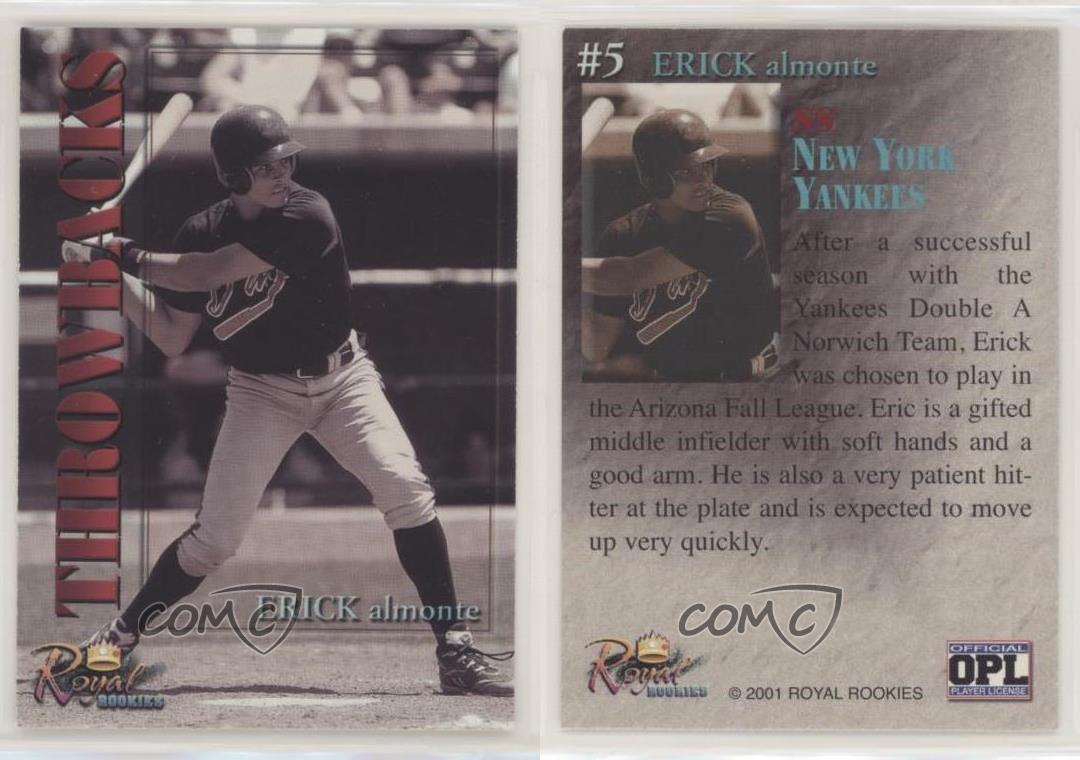 THROWBACKS
ERICK almonte
COMC
Royal
ROOKIES
#5 ERICK almonte
SS
NEW YORK
YANKEES
After a successful
season with the
Yankees Double A
Norwich Team, Erick
was chosen to play in
the Arizona Fall League. Eric is a gifted
middle infielder with soft hands and a
good arm. He is also a very patient hit-
ter at the plate and is expected to move
up very quickly.
COMC
Royal
ROOKIES
© 2001 ROYAL ROOKIES
OFFICIAL
OPL
PLAYER LICENSE